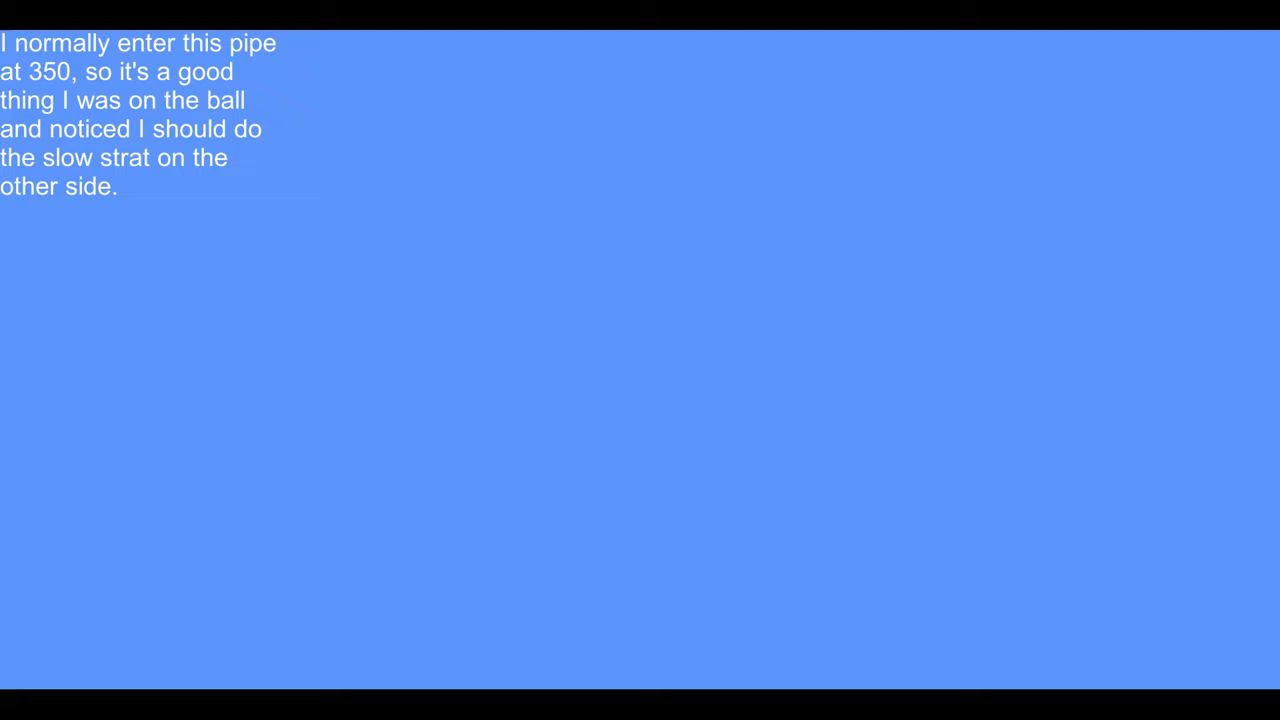 I normally enter this pipe
at 350, so it's a good
thing I was on the ball
and noticed I should do
the slow strat on the
other side.